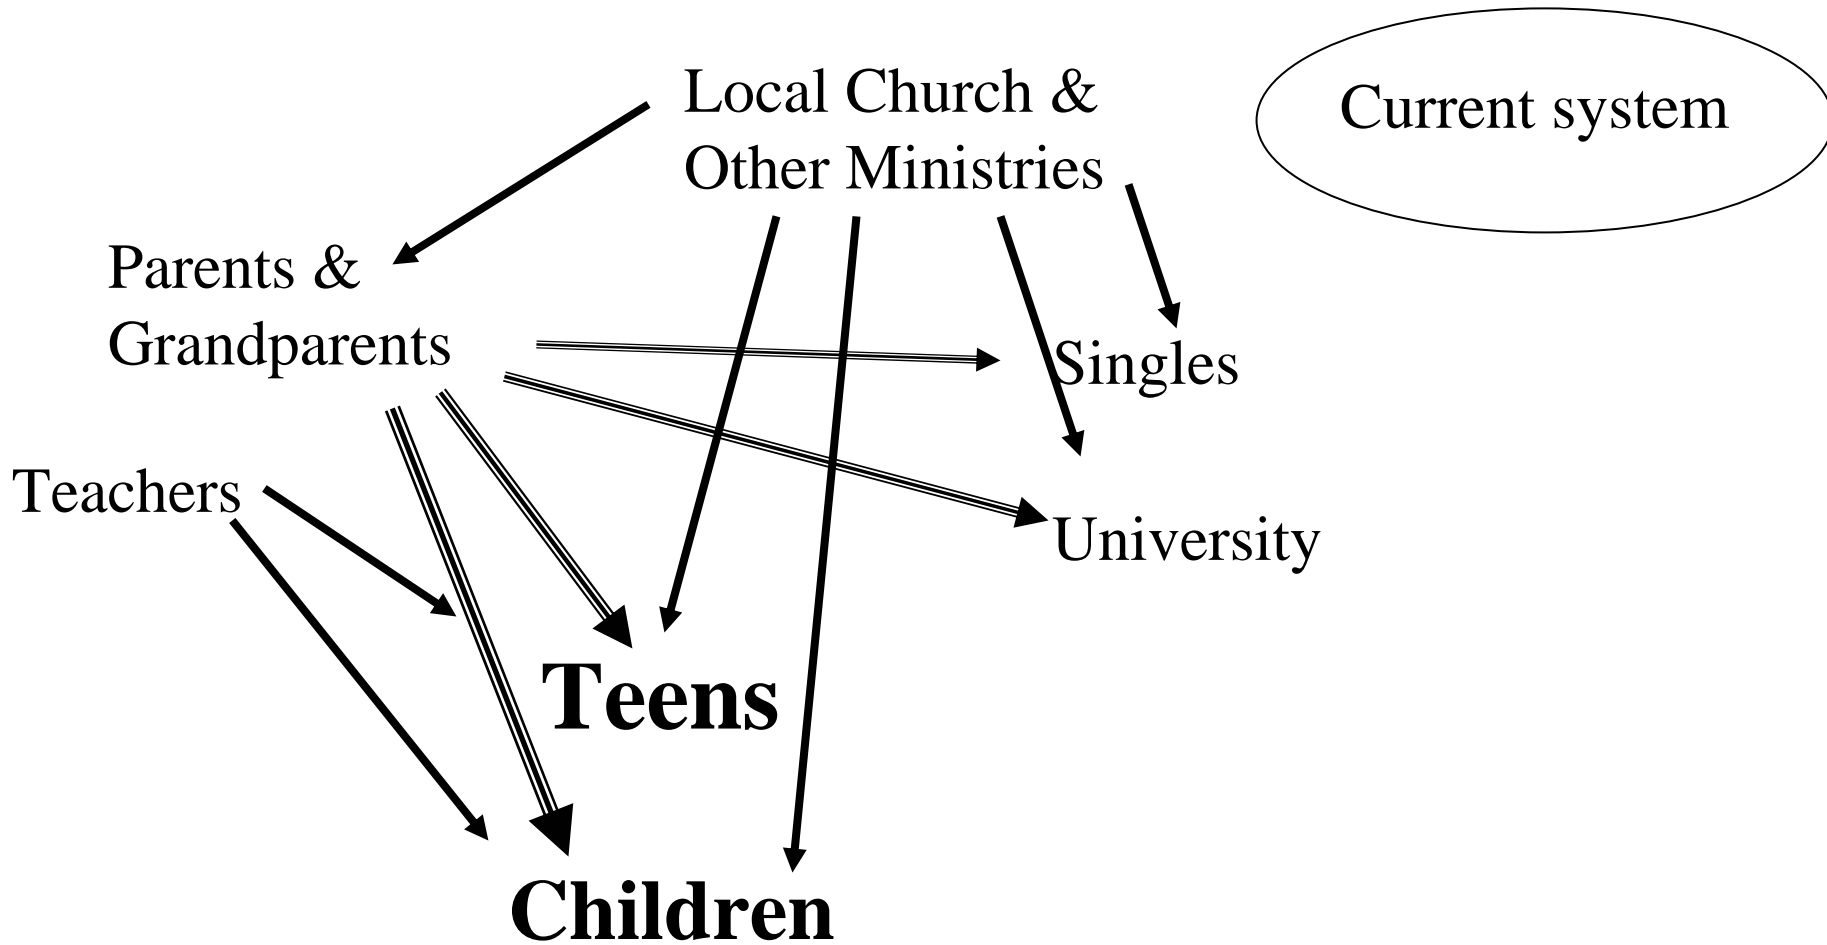 Local Church &
Other Ministries
Current system
Parents &
Grandparents
Singles
Teachers
University
Teens
Children